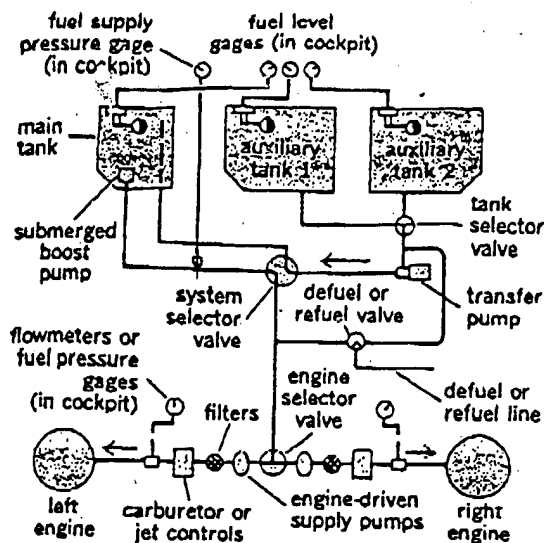 fuel supply
pressure gage
(in cockpit)
fuel level
gages (in cockpit)
main
tank
auxiliary
tank 1
auxiliary
tank 2
submerged
boost
pump
tank
selector
valve
system
selector
valve
defuel or
refuel valve
transfer
pump
flowmeters or
fuel pressure
gages
(in cockpit)
filters
engine
selector
valve
defuel or
refuel line
left
engine
carburetor or
jet controls
engine-driven
supply pumps
right
engine